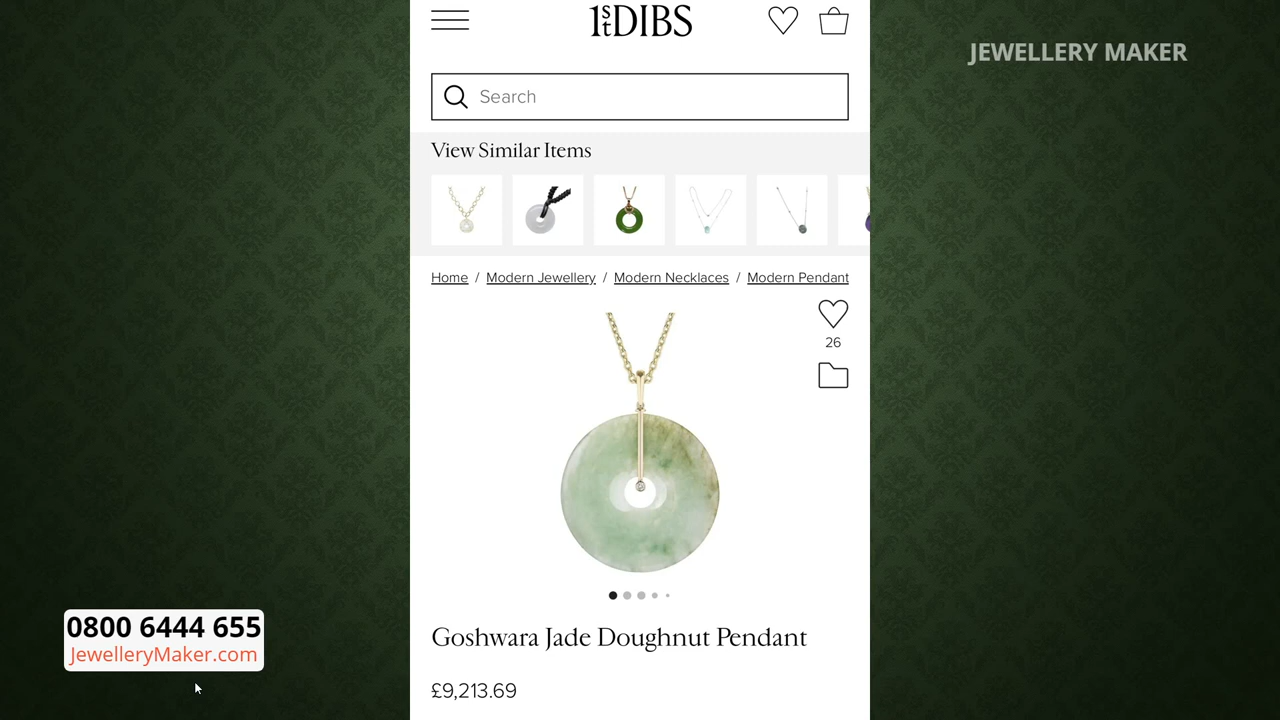 1stDIBS
JEWELLERY MAKER
Search
View Similar Items
Home / Modern Jewellery / Modern Necklaces / Modern Pendant
26
Goshwara Jade Doughnut Pendant
£9,213.69
0800 6444 655
JewelleryMaker.com